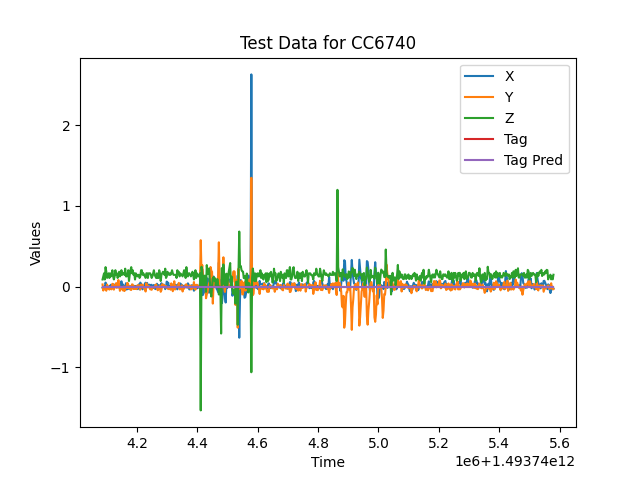 Test Data for CC6740
X
Y
Z
Tag
Tag Pred
2
1
0
−1
Values
4.2 4.4 4.6 4.8 5.0 5.2 5.4 5.6
Time
1e6+1.49374e12